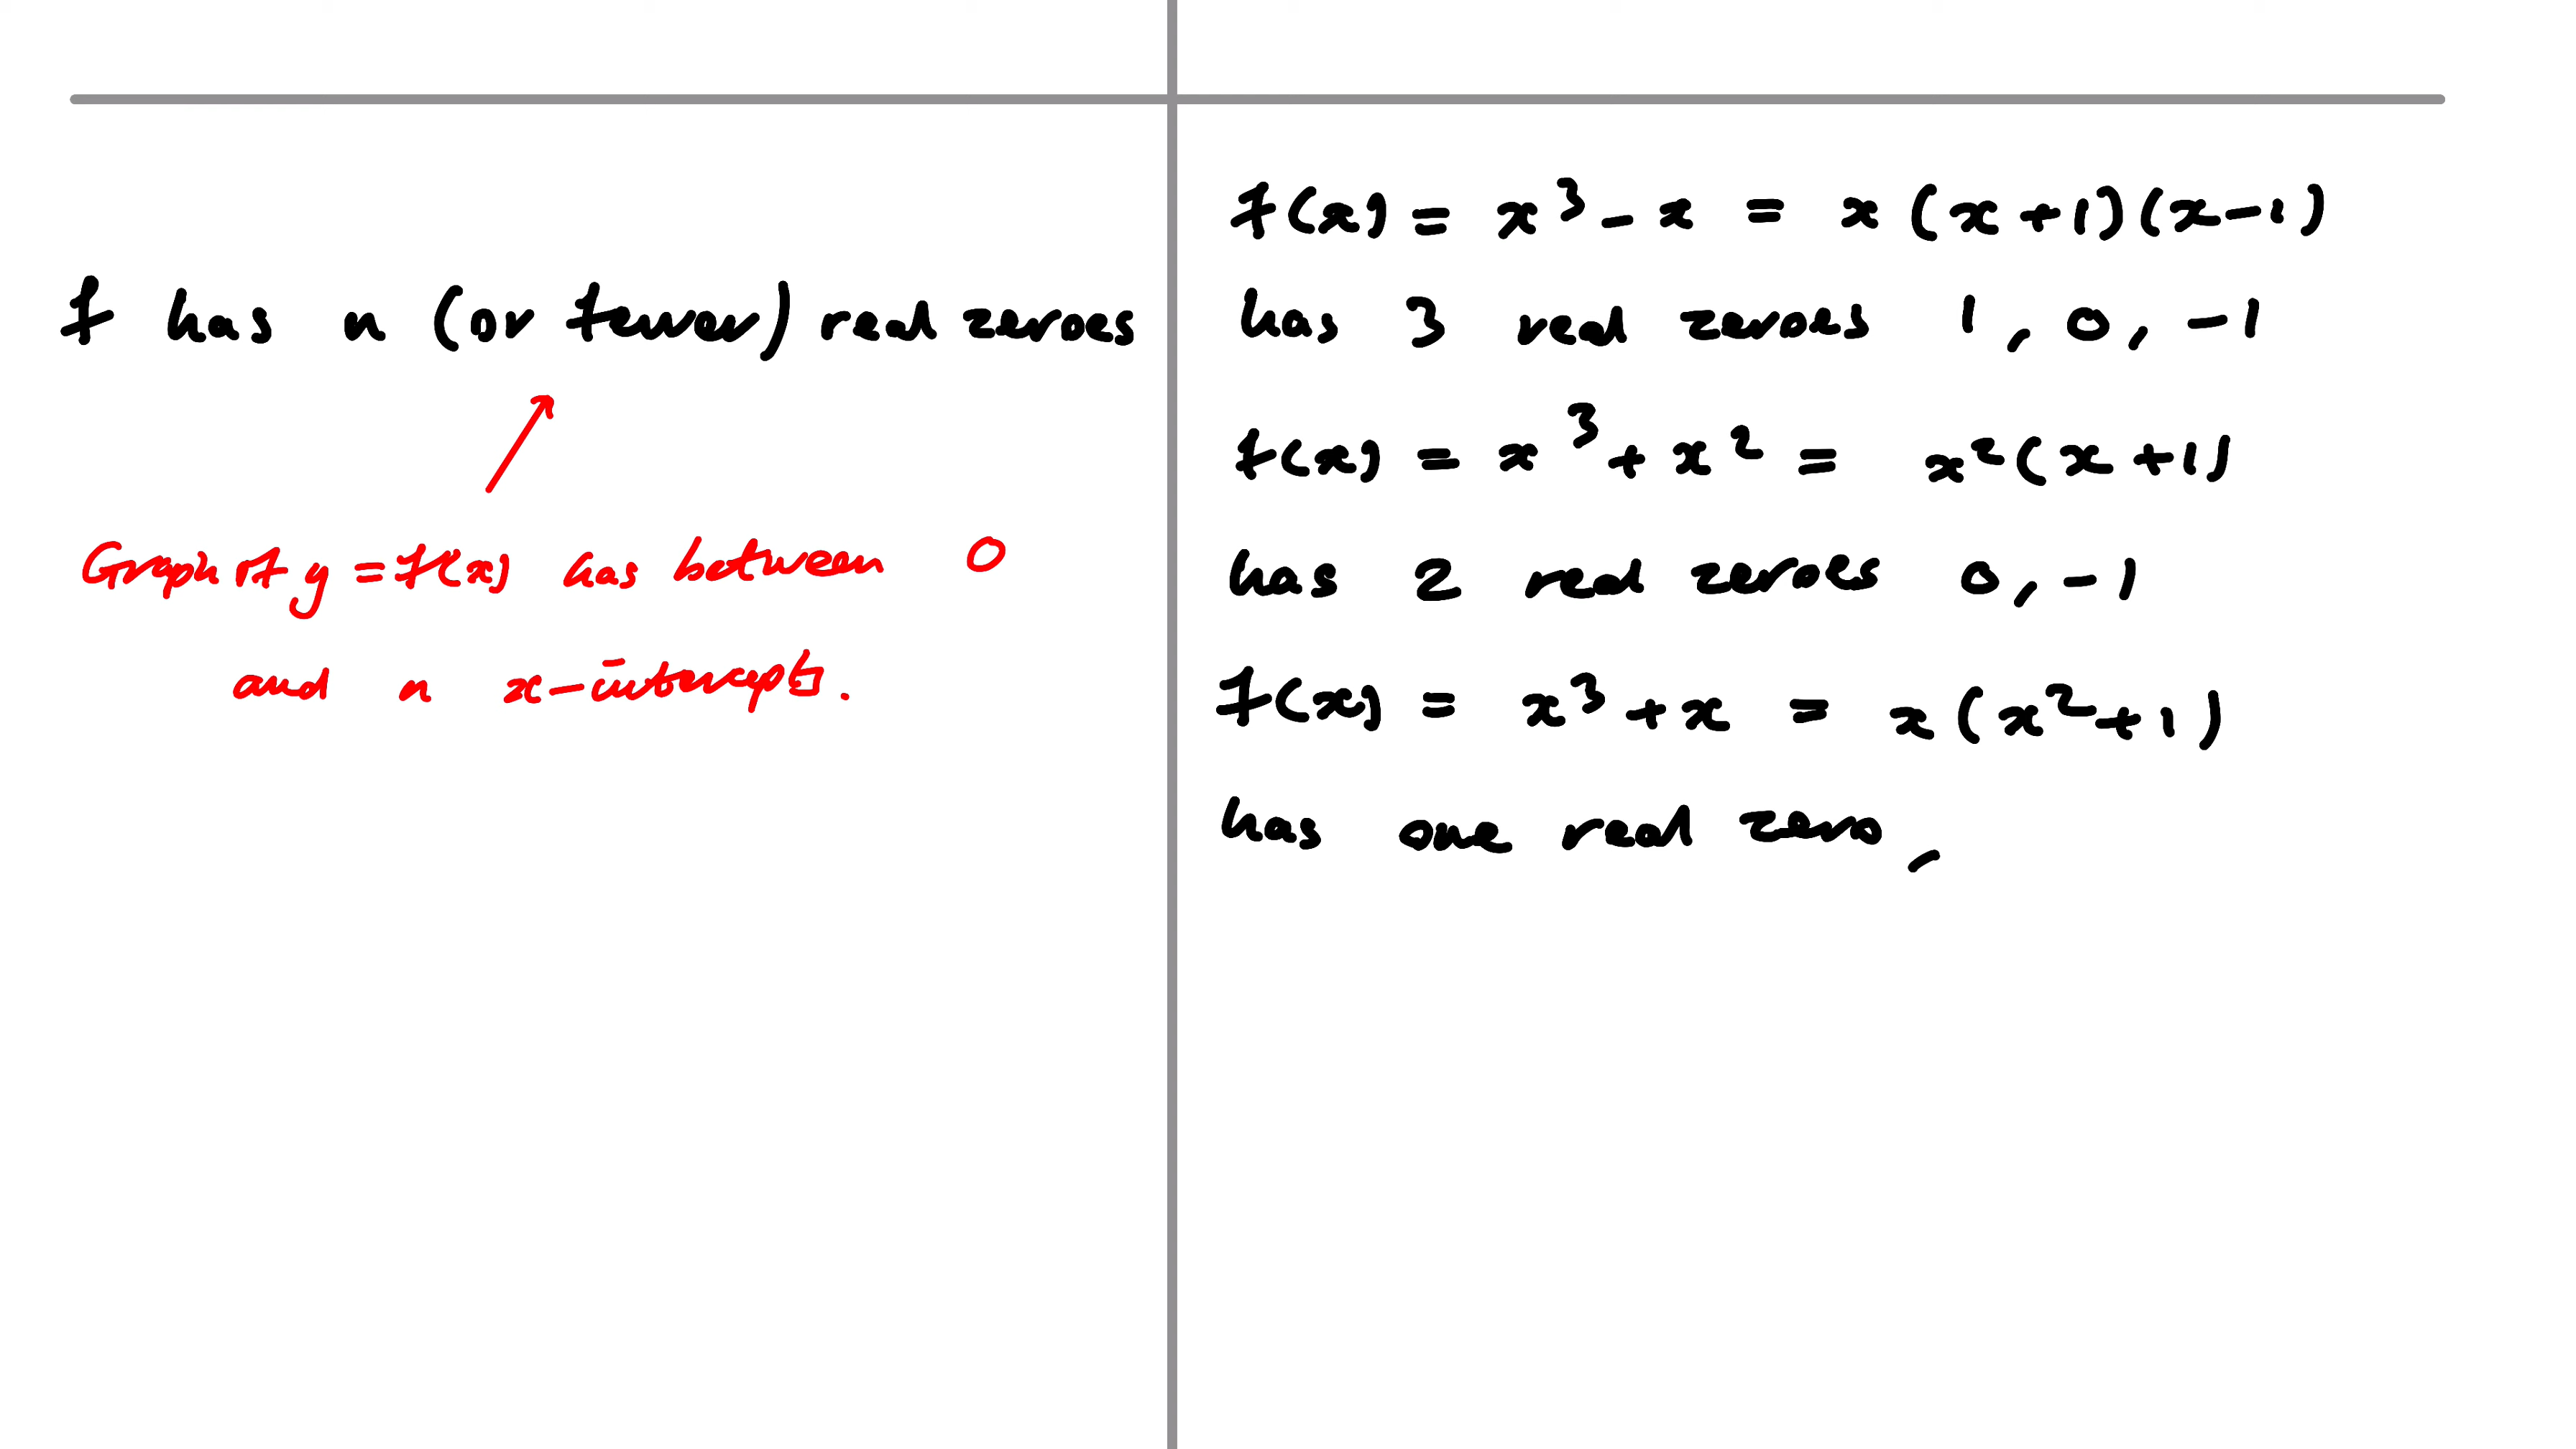 f has n (or fewer) real zeroes
Graph of y = f(x) has between 0
and n x-intercepts.
f(x) = x³ - x = x(x+1)(x-1)
has 3 real zeroes 1, 0, -1
f(x) = x³ + x² = x²(x+1)
has 2 real zeroes 0, -1
f(x) = x³ + x = x(x²+1)
has one real zero,